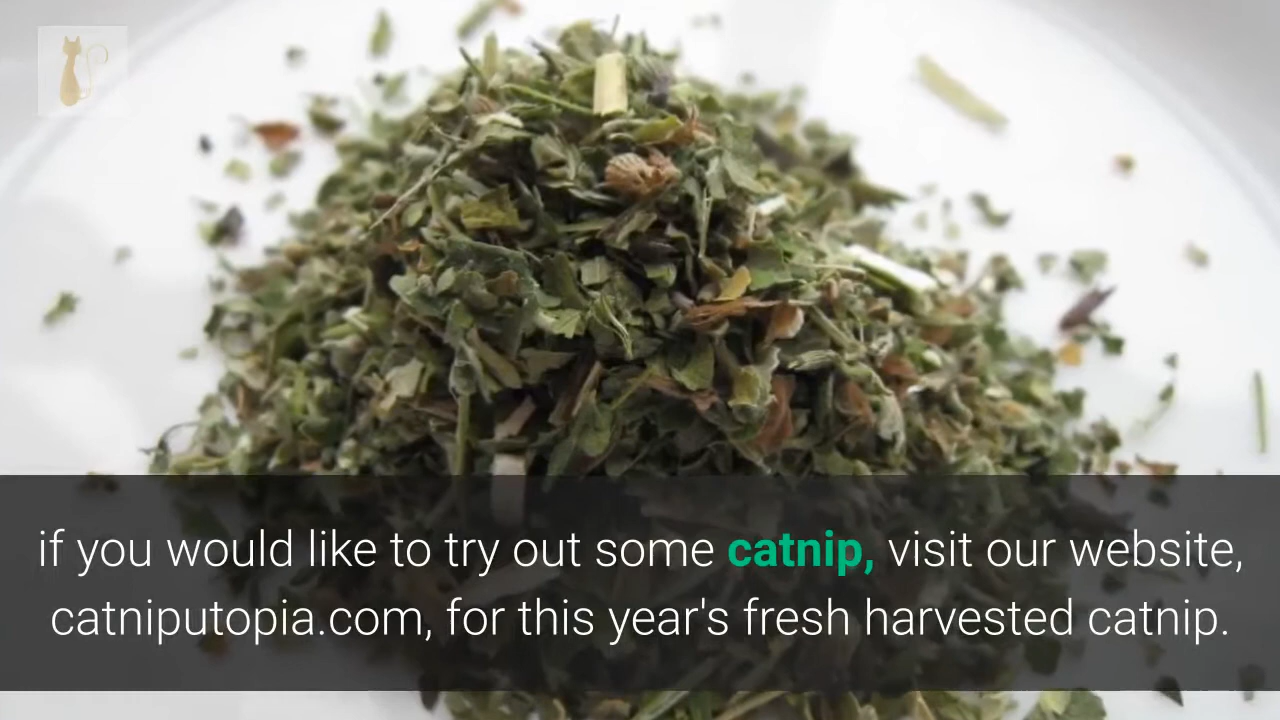 if you would like to try out some catnip, visit our website,
catniputopia.com, for this year's fresh harvested catnip.